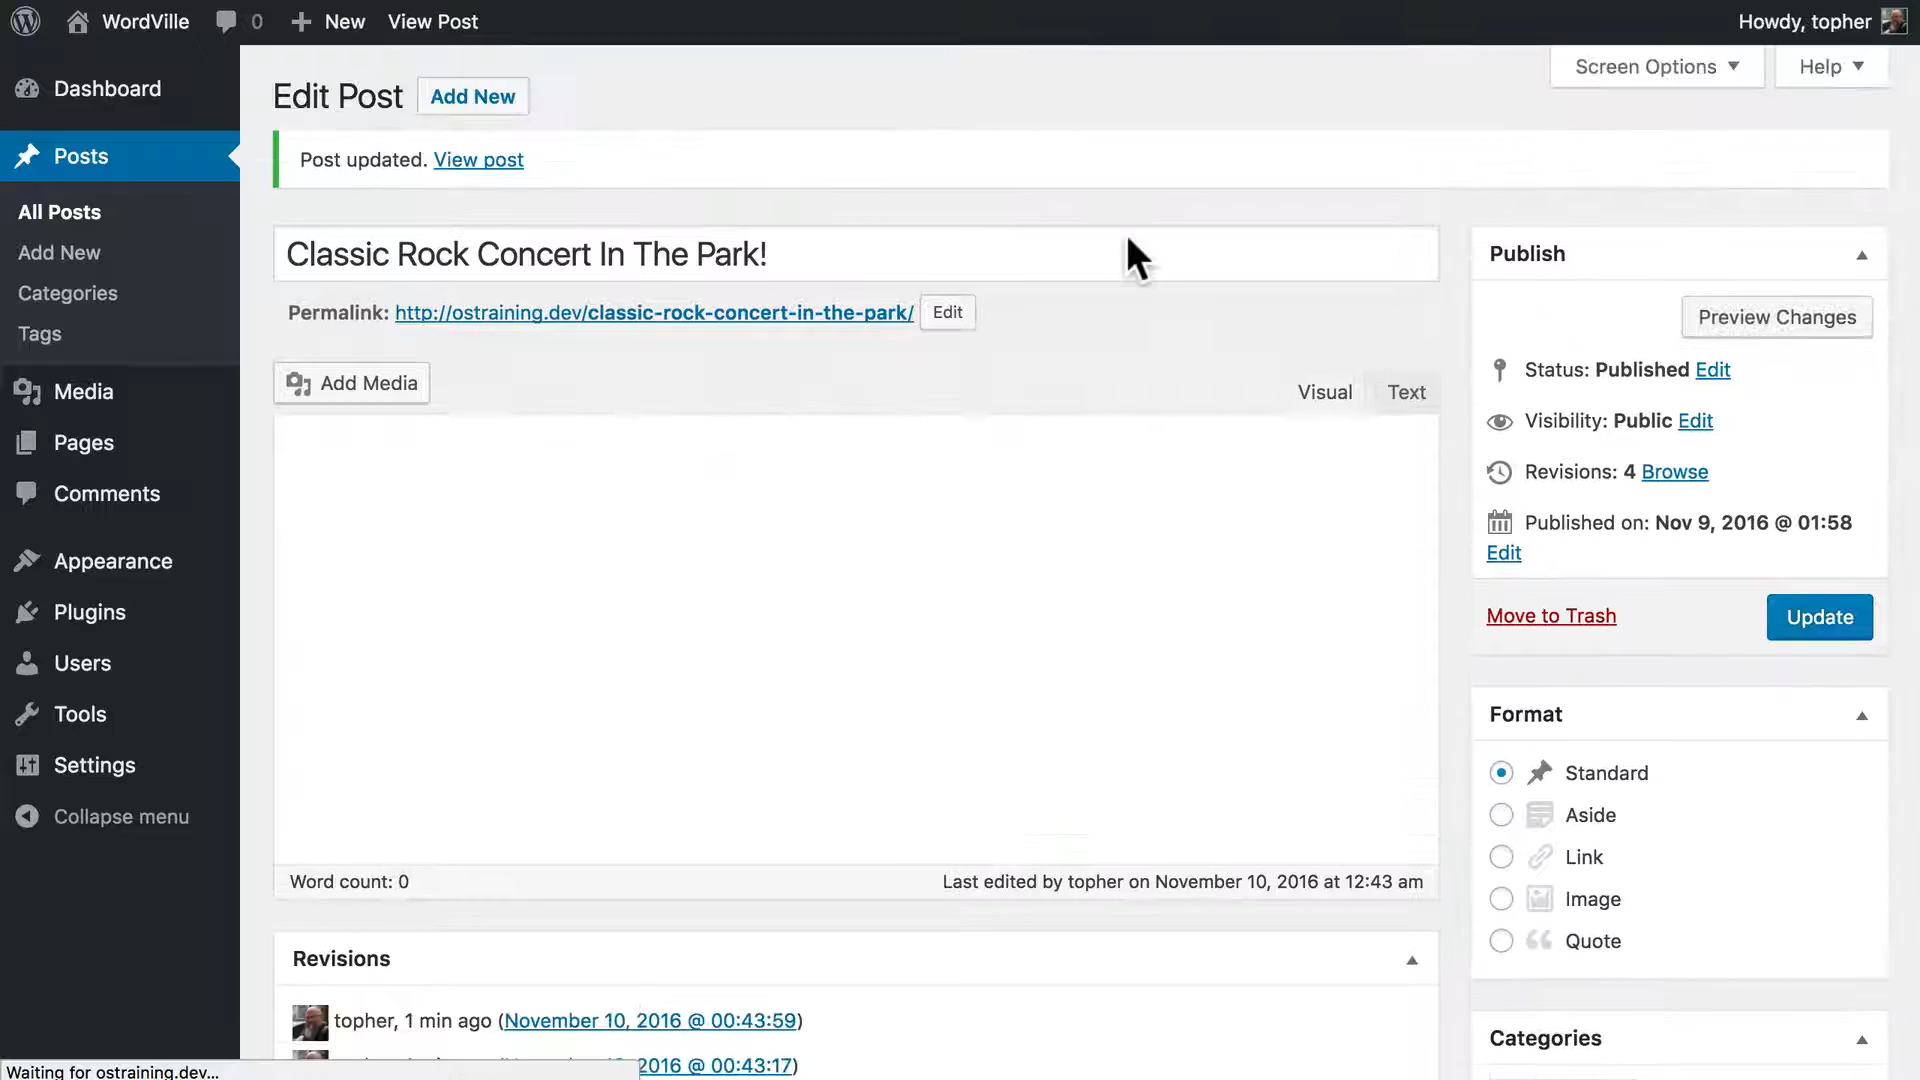 WordVille 0 New View Post Howdy, topher
Screen Options Help
Dashboard
Posts
All Posts
Add New
Categories
Tags
Media
Pages
Comments
Appearance
Plugins
Users
Tools
Settings
Collapse menu
Edit Post Add New
Post updated. View post
Classic Rock Concert In The Park!
Permalink: http://ostraining.dev/classic-rock-concert-in-the-park/ Edit
Add Media
Visual Text
Word count: 0 Last edited by topher on November 10, 2016 at 12:43 am
Revisions
topher, 1 min ago (November 10, 2016 @ 00:43:59)
2016 @ 00:43:17)
Publish
Preview Changes
Status: Published Edit
Visibility: Public Edit
Revisions: 4 Browse
Published on: Nov 9, 2016 @ 01:58
Edit
Move to Trash Update
Format
Standard
Aside
Link
Image
Quote
Categories
Waiting for ostraining.dev...